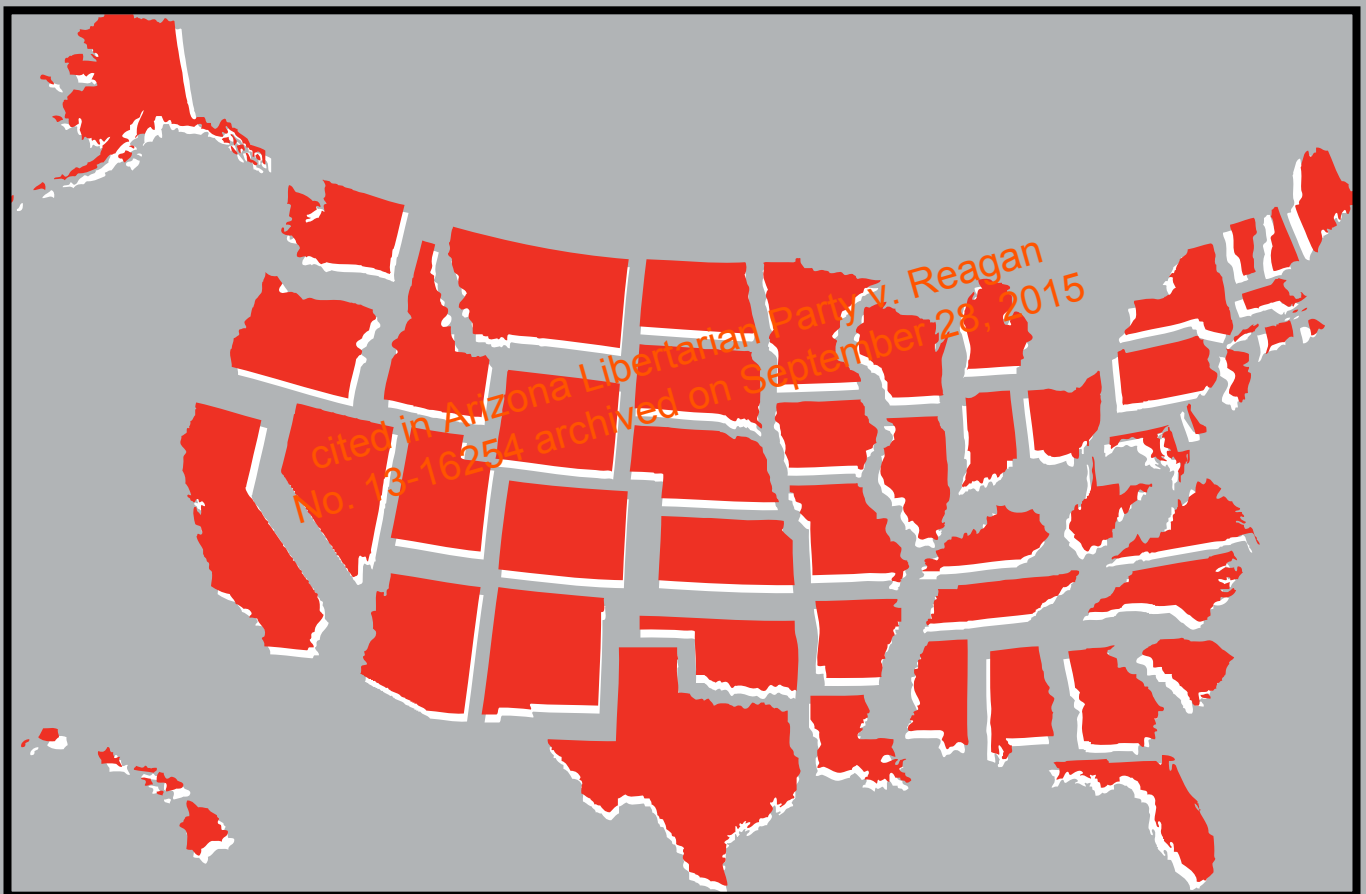 cited in Arizona Libertarian Party v. Reagan
No. 13-16254 archived on September 28, 2015